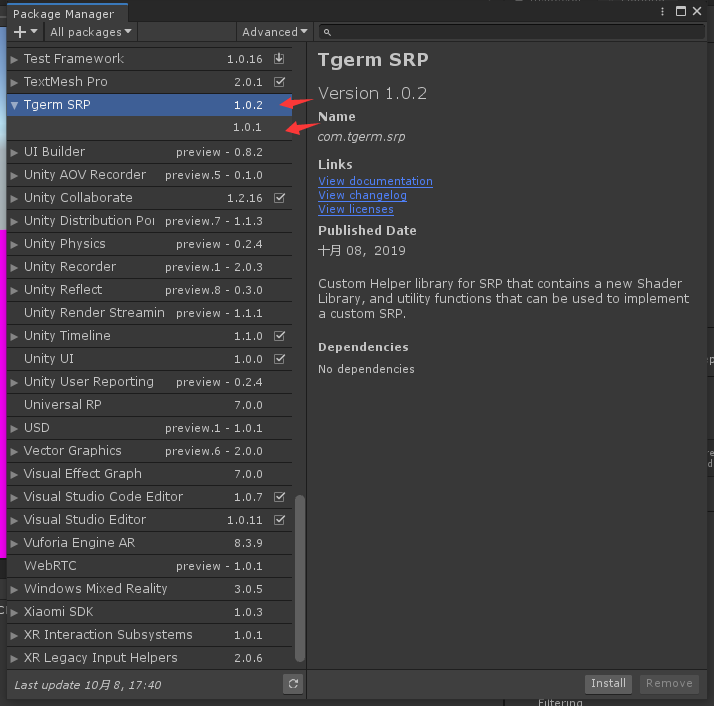 Package Manager
All packages
Advanced
Test Framework 1.0.16
TextMesh Pro 2.0.1
Tgerm SRP 1.0.2
1.0.1
UI Builder preview - 0.8.2
Unity AOV Recorder preview.5 - 0.1.0
Unity Collaborate 1.2.16
Unity Distribution Por preview.7 - 1.1.3
Unity Physics preview - 0.2.4
Unity Recorder preview.1 - 2.0.3
Unity Reflect preview.8 - 0.3.0
Unity Render Streamin preview - 1.1.1
Unity Timeline 1.1.0
Unity UI 1.0.0
Unity User Reporting preview - 0.2.4
Universal RP 7.0.0
USD preview.1 - 1.0.1
Vector Graphics preview.6 - 2.0.0
Visual Effect Graph 7.0.0
Visual Studio Code Editor 1.0.7
Visual Studio Editor 1.0.11
Vuforia Engine AR 8.3.9
WebRTC preview - 1.0.1
Windows Mixed Reality 3.0.5
Xiaomi SDK 1.0.3
XR Interaction Subsystems 1.0.1
XR Legacy Input Helpers 2.0.6
Last update 10月 8, 17:40
Tgerm SRP
Version 1.0.2
Name
com.tgerm.srp
Links
View documentation
View changelog
View licenses
Published Date
十月 08, 2019
Custom Helper library for SRP that contains a new Shader
Library, and utility functions that can be used to implement
a custom SRP.
Dependencies
No dependencies
Install
Remove
Filtering